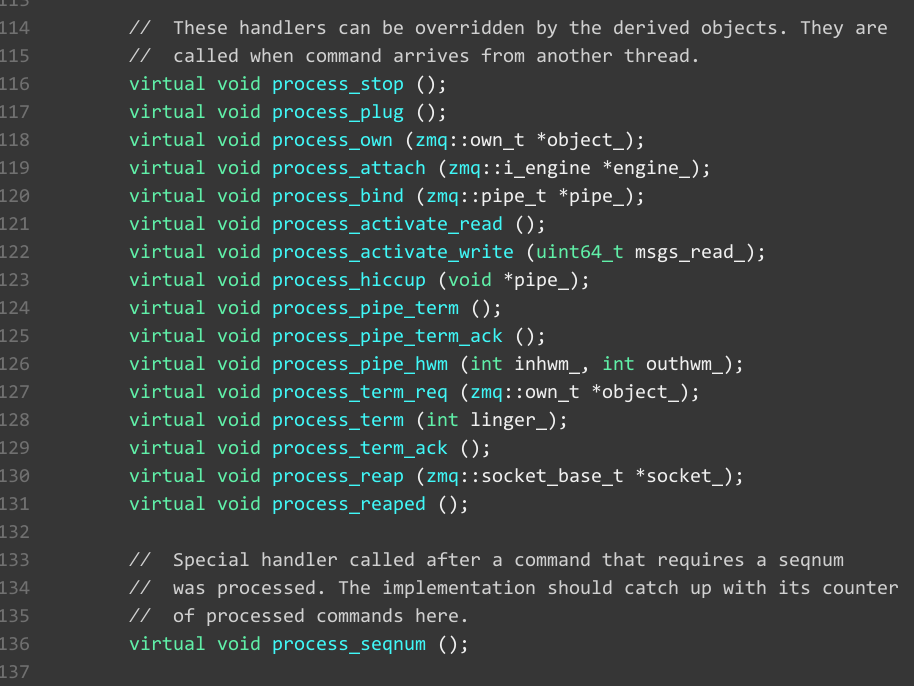 113
114 // These handlers can be overridden by the derived objects. They are
115 // called when command arrives from another thread.
116 virtual void process_stop ();
117 virtual void process_plug ();
118 virtual void process_own (zmq::own_t *object_);
119 virtual void process_attach (zmq::i_engine *engine_);
120 virtual void process_bind (zmq::pipe_t *pipe_);
121 virtual void process_activate_read ();
122 virtual void process_activate_write (uint64_t msgs_read_);
123 virtual void process_hiccup (void *pipe_);
124 virtual void process_pipe_term ();
125 virtual void process_pipe_term_ack ();
126 virtual void process_pipe_hwm (int inhwm_, int outhwm_);
127 virtual void process_term_req (zmq::own_t *object_);
128 virtual void process_term (int linger_);
129 virtual void process_term_ack ();
130 virtual void process_reap (zmq::socket_base_t *socket_);
131 virtual void process_reaped ();
132
133 // Special handler called after a command that requires a seqnum
134 // was processed. The implementation should catch up with its counter
135 // of processed commands here.
136 virtual void process_seqnum ();
137